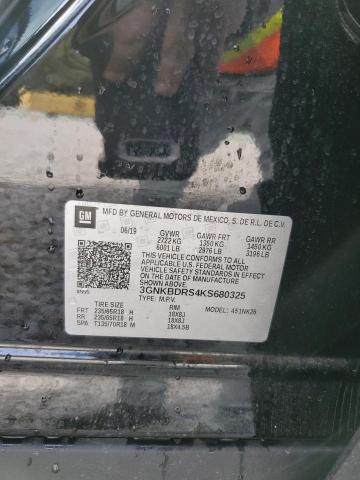 GM
MFD BY GENERAL MOTORS DE MEXICO, S. DE R.L. DE C.V.
06/19 GVWR GAWR FRT GAWR RR
2722 KG 1350 KG 1450 KG
6001 LB 2976 LB 3196 LB
THIS VEHICLE CONFORMS TO ALL APPLICABLE
U.S. FEDERAL MOTOR VEHICLE SAFETY
STANDARDS IN EFFECT ON THE DATE OF MANUFACTURE
SHOWN ABOVE.
3GNKBDRS4KS680325
TYPE: M.P.V. MODEL: 451NK26
TIRE SIZE RIM
FRT 235/65R18 H 18X8J
RR 235/65R18 H 18X8J
SPA T135/70R18 M 18X4.5B